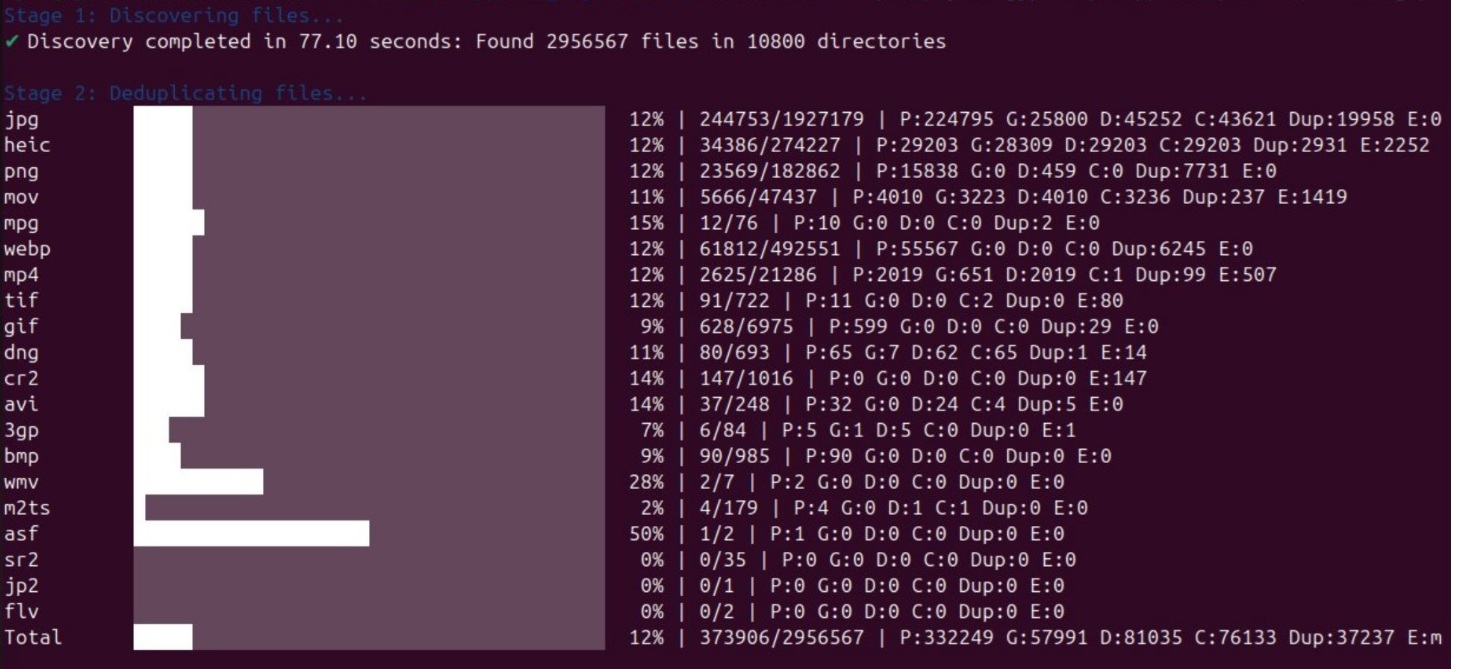 Stage 1: Discovering files...
✔ Discovery completed in 77.10 seconds: Found 2956567 files in 10800 directories
Stage 2: Deduplicating files...
jpg 12% | 244753/1927179 | P:224795 G:25800 D:45252 C:43621 Dup:19958 E:0
heic 12% | 34386/274227 | P:29203 G:28309 D:29203 C:29203 Dup:2931 E:2252
png 12% | 23569/182862 | P:15838 G:0 D:459 C:0 Dup:7731 E:0
mov 11% | 5666/47437 | P:4010 G:3223 D:4010 C:3236 Dup:237 E:1419
mpg 15% | 12/76 | P:10 G:0 D:0 C:0 Dup:2 E:0
webp 12% | 61812/492551 | P:55567 G:0 D:0 C:0 Dup:6245 E:0
mp4 12% | 2625/21286 | P:2019 G:651 D:2019 C:1 Dup:99 E:507
tif 12% | 91/722 | P:11 G:0 D:0 C:2 Dup:0 E:80
gif 9% | 628/6975 | P:599 G:0 D:0 C:0 Dup:29 E:0
dng 11% | 80/693 | P:65 G:7 D:62 C:65 Dup:1 E:14
cr2 14% | 147/1016 | P:0 G:0 D:0 C:0 Dup:0 E:147
avi 14% | 37/248 | P:32 G:0 D:24 C:4 Dup:5 E:0
3gp 7% | 6/84 | P:5 G:1 D:5 C:0 Dup:0 E:1
bmp 9% | 90/985 | P:90 G:0 D:0 C:0 Dup:0 E:0
wmv 28% | 2/7 | P:2 G:0 D:0 C:0 Dup:0 E:0
m2ts 2% | 4/179 | P:4 G:0 D:1 C:1 Dup:0 E:0
asf 50% | 1/2 | P:1 G:0 D:0 C:0 Dup:0 E:0
sr2 0% | 0/35 | P:0 G:0 D:0 C:0 Dup:0 E:0
jp2 0% | 0/1 | P:0 G:0 D:0 C:0 Dup:0 E:0
flv 0% | 0/2 | P:0 G:0 D:0 C:0 Dup:0 E:0
Total 12% | 373906/2956567 | P:332249 G:57991 D:81035 C:76133 Dup:37237 E:m